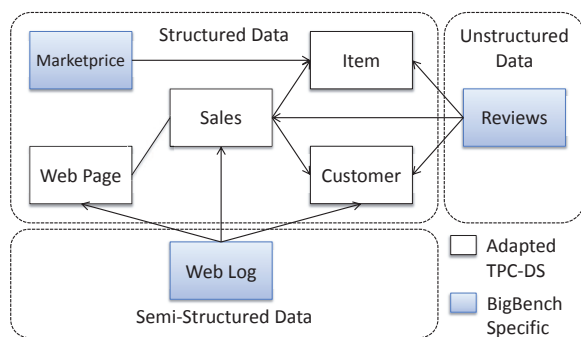 Structured Data
Unstructured
Data
Marketprice
Item
Sales
Reviews
Web Page
Customer
Web Log
Semi-Structured Data
Adapted
TPC-DS
BigBench
Specific